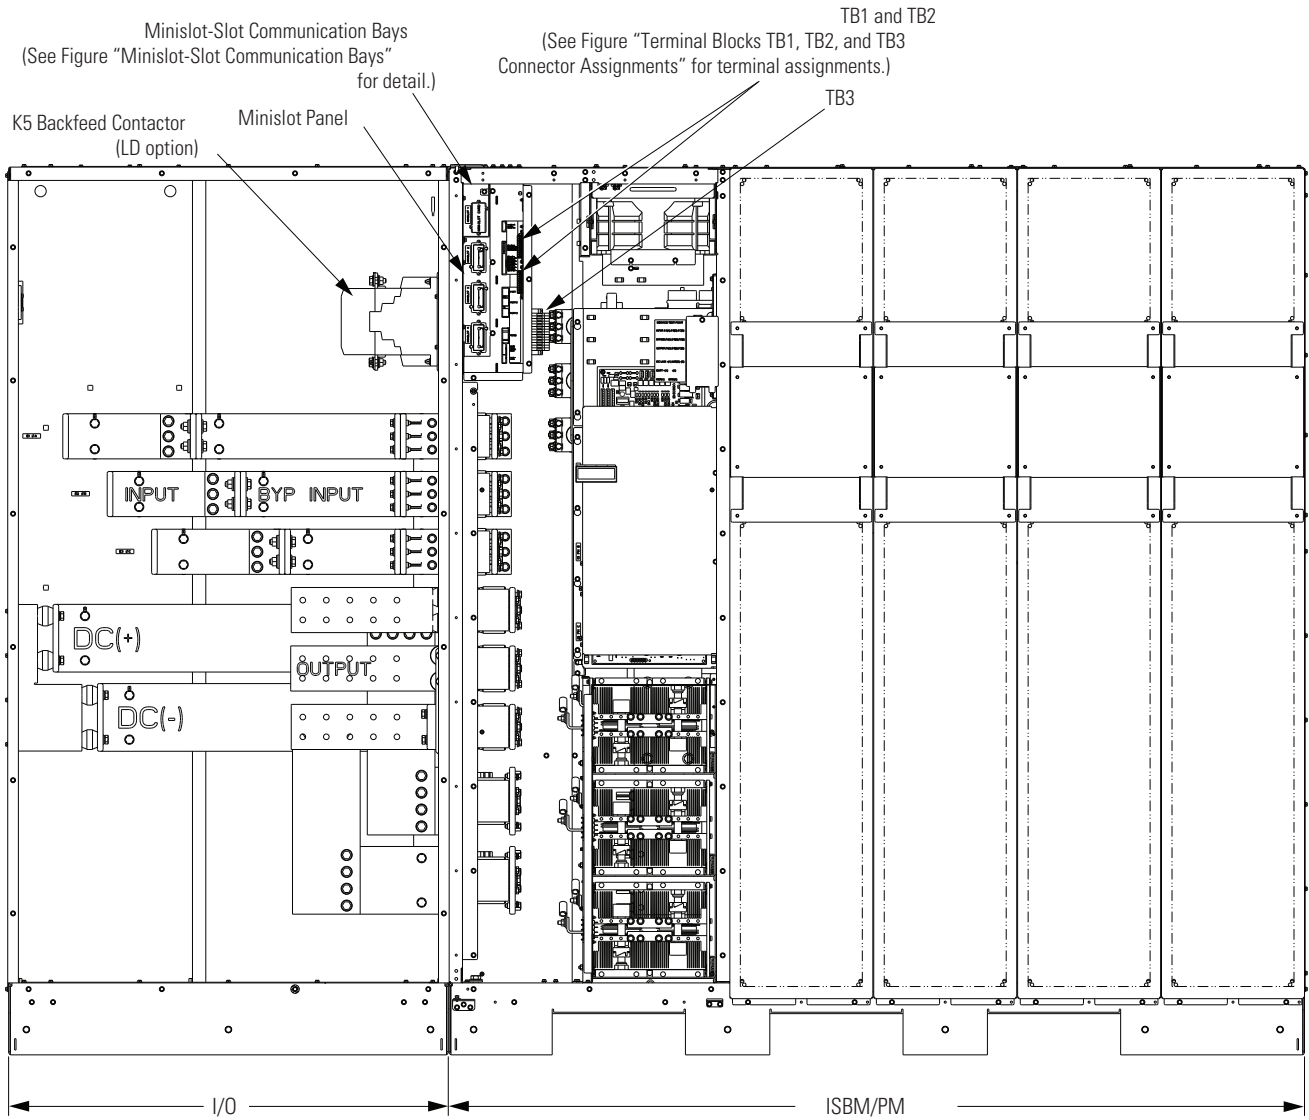 Minislot-Slot Communication Bays
(See Figure “Minislot-Slot Communication Bays”
for detail.)
TB1 and TB2
(See Figure “Terminal Blocks TB1, TB2, and TB3
Connector Assignments” for terminal assignments.)
TB3
K5 Backfeed Contactor
(LD option)
Minislot Panel
INPUT
BYP INPUT
DC(+)
OUTPUT
DC(-)
I/O
ISBM/PM